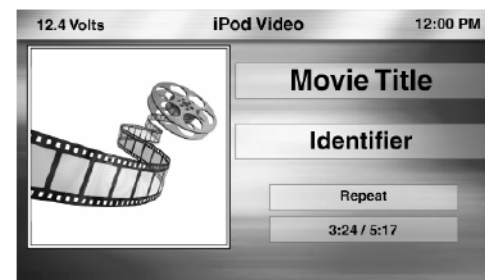 12.4 Volts iPod Video 12:00 PM
Movie Title
Identifier
Repeat
3:24 / 5:17